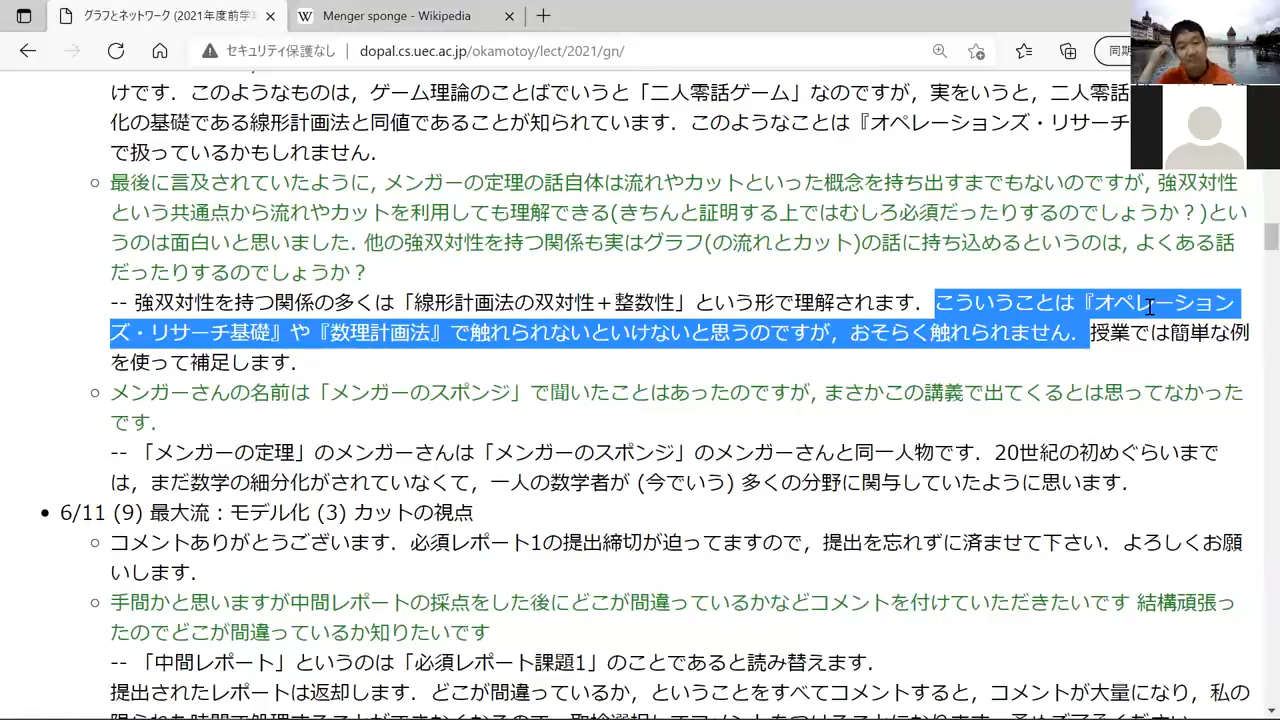 グラフとネットワーク (2021年度前学
Menger sponge - Wikipedia
セキュリティ保護なし
dopal.cs.uec.ac.jp/okamotoy/lect/2021/gn/
同期
けです．このようなものは，ゲーム理論のことばでいうと「二人零話ゲーム」なのですが，実をいうと，二人零話
化の基礎である線形計画法と同値であることが知られています．このようなことは『オペレーションズ・リサーチ
で扱っているかもしれません．
最後に言及されていたように, メンガーの定理の話自体は流れやカットといった概念を持ち出すまでもないのですが, 強双対性
という共通点から流れやカットを利用しても理解できる(きちんと証明する上ではむしろ必須だったりするのでしょうか？)とい
うのは面白いと思いました. 他の強双対性を持つ関係も実はグラフ(の流れとカット)の話に持ち込めるというのは, よくある話
だったりするのでしょうか？
-- 強双対性を持つ関係の多くは「線形計画法の双対性＋整数性」という形で理解されます．こういうことは『オペレーション
ズ・リサーチ基礎』や『数理計画法』で触れられないといけないと思うのですが，おそらく触れられません．授業では簡単な例
を使って補足します．
メンガーさんの名前は「メンガーのスポンジ」で聞いたことはあったのですが, まさかこの講義で出てくるとは思ってなかった
です.
-- 「メンガーの定理」のメンガーさんは「メンガーのスポンジ」のメンガーさんと同一人物です．20世紀の初めぐらいまで
は，まだ数学の細分化がされていなくて，一人の数学者が (今でいう) 多くの分野に関与していたように思います．
6/11 (9) 最大流：モデル化 (3) カットの視点
コメントありがとうございます．必須レポート1の提出締切が迫ってますので，提出を忘れずに済ませて下さい．よろしくお願
いします．
手間かと思いますが中間レポートの採点をした後にどこが間違っているかなどコメントを付けていただきたいです 結構頑張っ
たのでどこが間違っているか知りたいです
-- 「中間レポート」というのは「必須レポート課題1」のことであると読み替えます．
提出されたレポートは返却します．どこが間違っているか，ということをすべてコメントすると，コメントが大量になり，私の